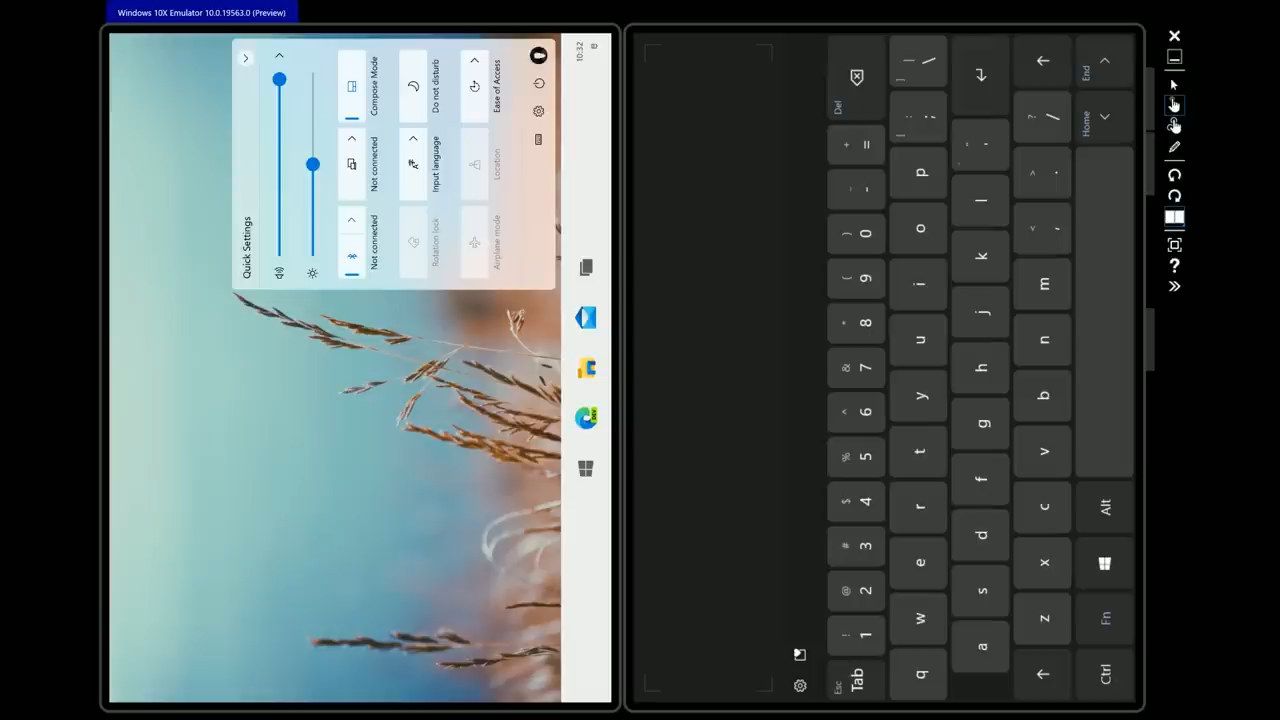 Windows 10X Emulator 10.0.19563.0 (Preview)
10:32
Quick Settings
Not connected
Not connected
Compose Mode
Rotation lock
Input language
Do not disturb
Airplane mode
Location
Ease of Access
DEV
Esc
Tab
! 1
@ 2
# 3
$ 4
% 5
^ 6
& 7
* 8
( 9
) 0
_ -
+ =
Del
q w e r t y u i o p
{ [
} ]
| \
a s d f g h j k l
z x c v b n m
< ,
> .
? /
Ctrl Fn Alt
Home
End
?